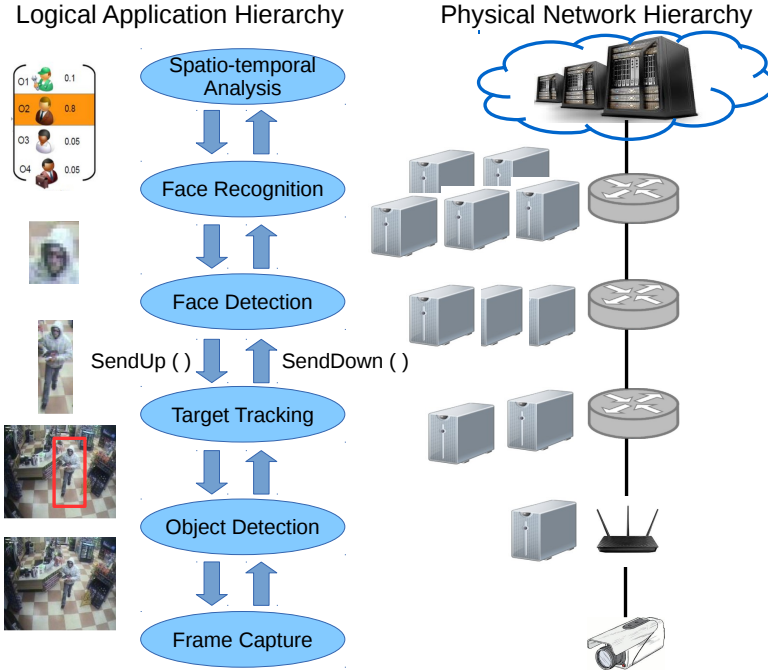 Logical Application Hierarchy
Physical Network Hierarchy
O1 0.1
O2 0.8
O3 0.05
O4 0.05
Spatio-temporal
Analysis
Face Recognition
Face Detection
SendUp ( )
SendDown ( )
Target Tracking
Object Detection
Frame Capture